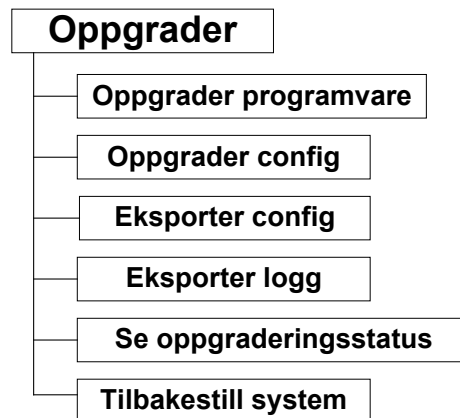 Oppgrader
Oppgrader programvare
Oppgrader config
Eksporter config
Eksporter logg
Se oppgraderingsstatus
Tilbakestill system